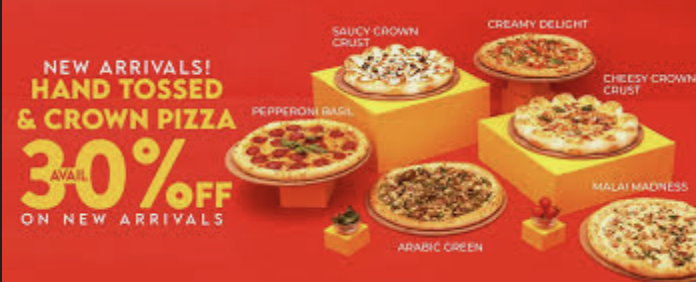 NEW ARRIVALS!
HAND TOSSED
& CROWN PIZZA
AVAIL
30% OFF
ON NEW ARRIVALS
SAUCY CROWN
CRUST
CREAMY DELIGHT
CHEESY CROWN
CRUST
PEPPERONI BASIL
ARABIC GREEN
MALAI MADNESS